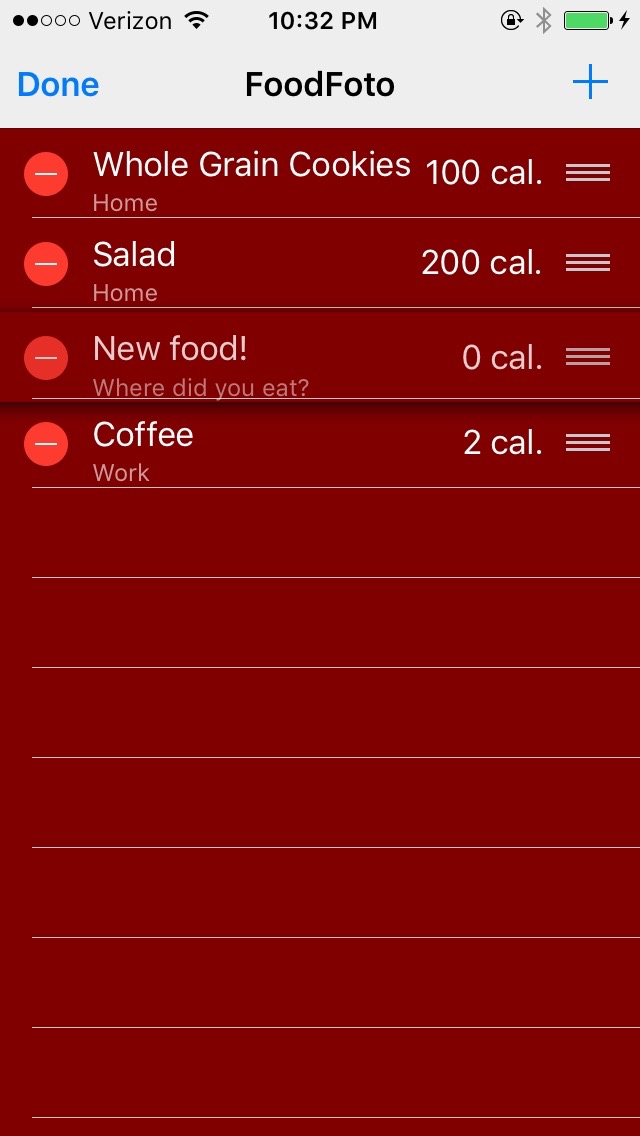 Verizon 10:32 PM
Done FoodFoto
Whole Grain Cookies 100 cal.
Home
Salad 200 cal.
Home
New food! 0 cal.
Where did you eat?
Coffee 2 cal.
Work